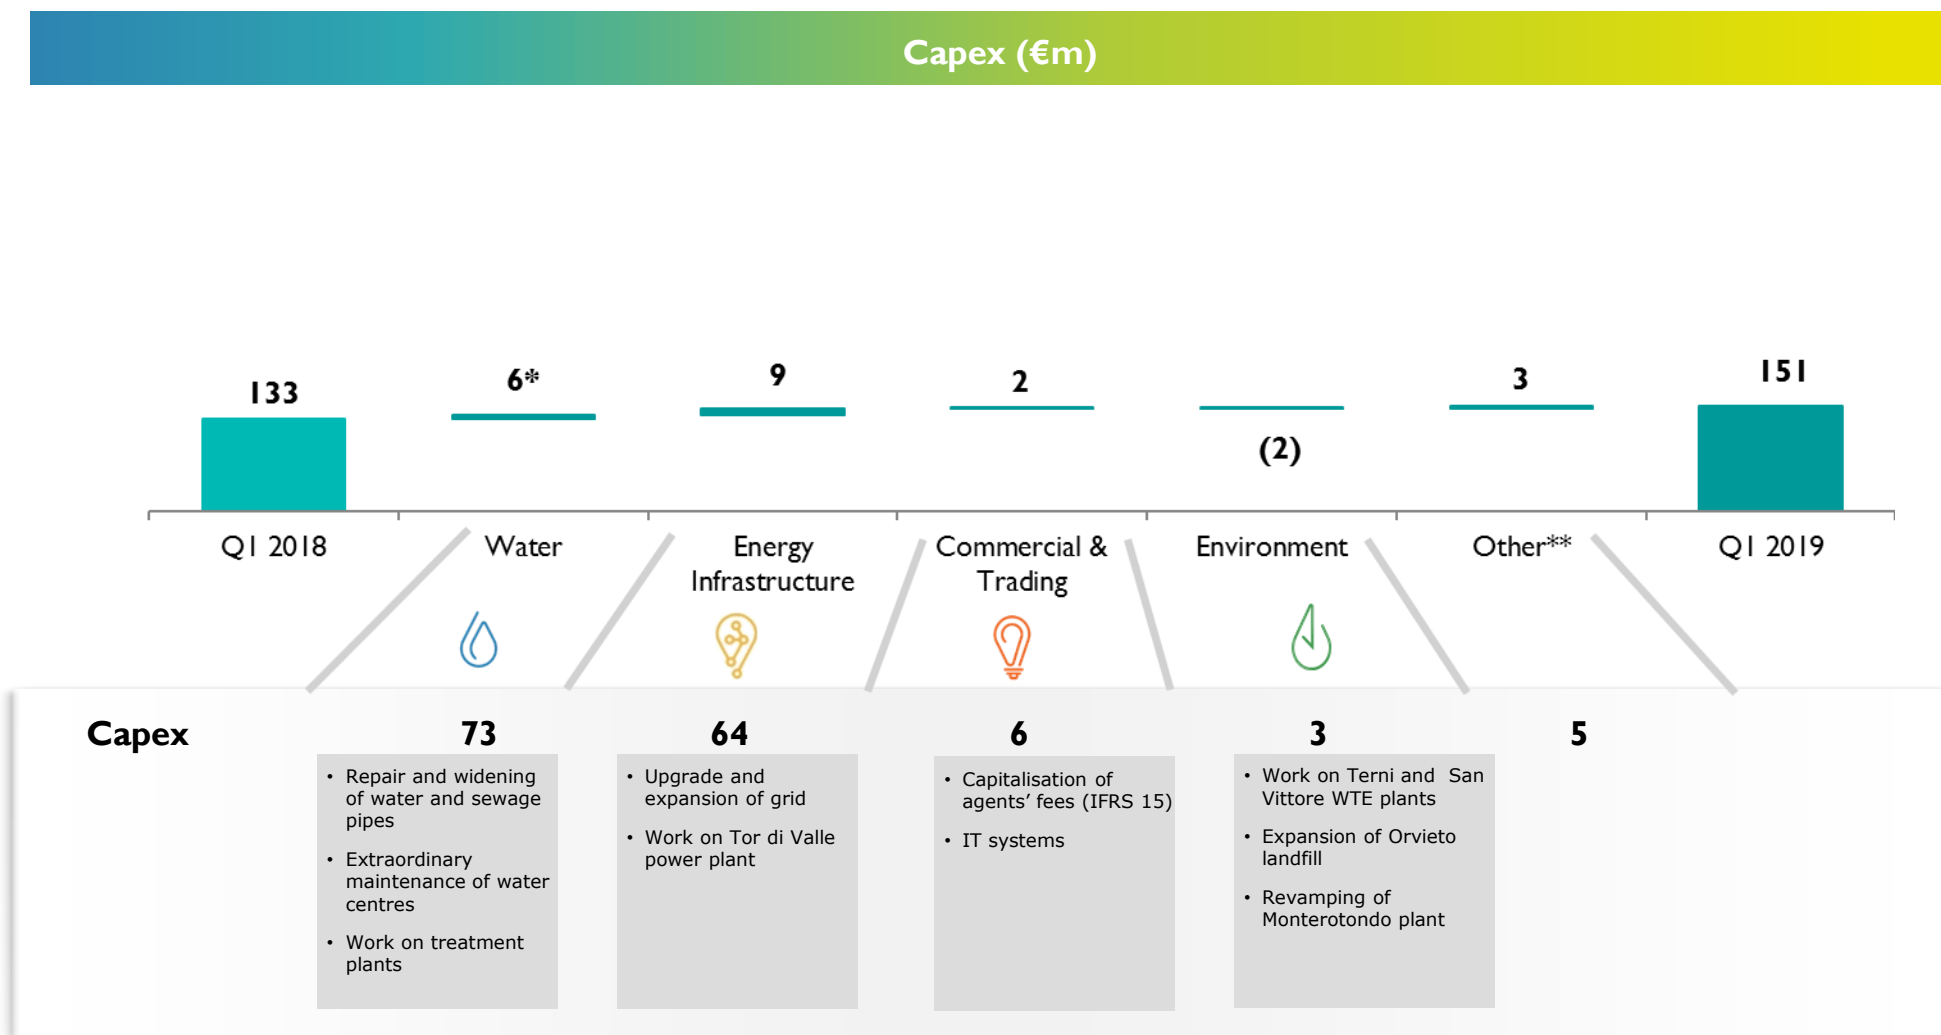 Capex (€m)
133
6*
9
2
(2)
3
151
Q1 2018
Water
Energy
Infrastructure
Commercial &
Trading
Environment
Other**
Q1 2019
Capex
73
64
6
3
5
• Repair and widening
of water and sewage
pipes
• Extraordinary
maintenance of water
centres
• Work on treatment
plants
• Upgrade and
expansion of grid
• Work on Tor di Valle
power plant
• Capitalisation of
agents’ fees (IFRS 15)
• IT systems
• Work on Terni and San
Vittore WTE plants
• Expansion of Orvieto
landfill
• Revamping of
Monterotondo plant